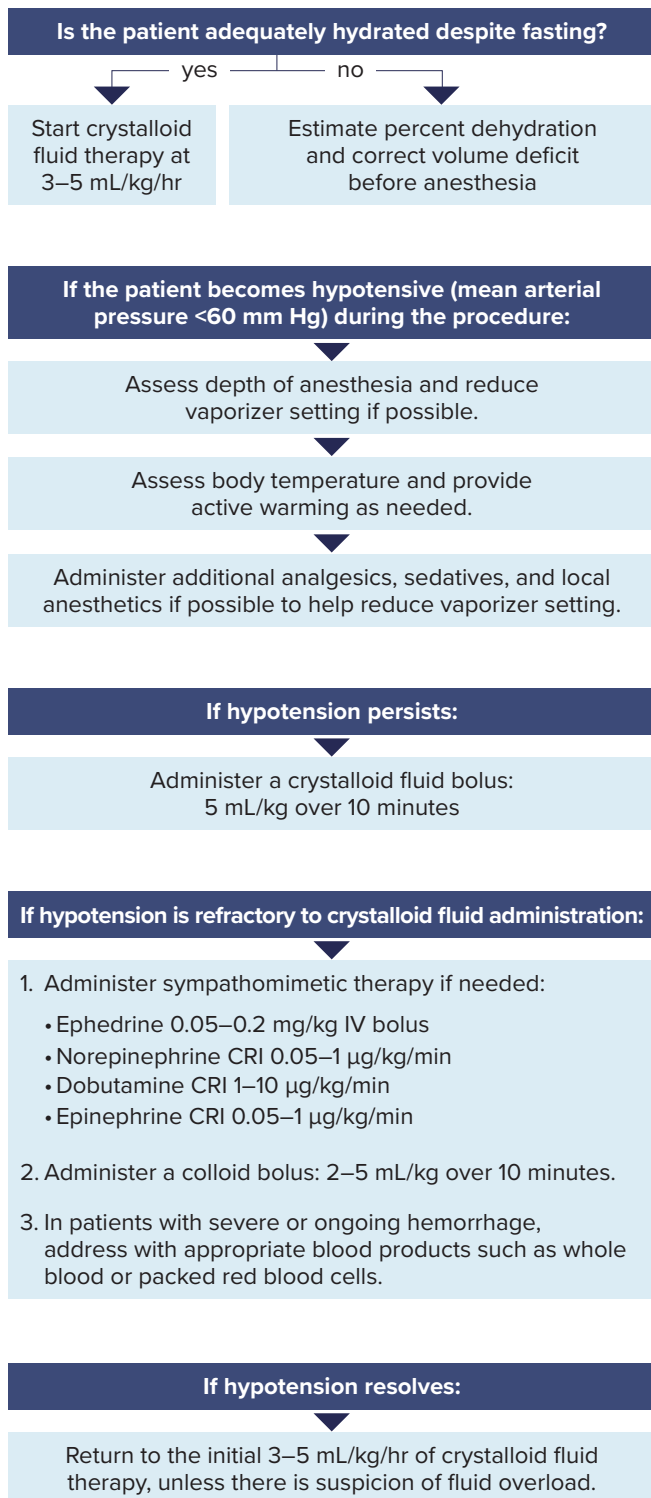 Is the patient adequately hydrated despite fasting?
yes
no
Start crystalloid
fluid therapy at
3–5 mL/kg/hr
Estimate percent dehydration
and correct volume deficit
before anesthesia
If the patient becomes hypotensive (mean arterial
pressure <60 mm Hg) during the procedure:
Assess depth of anesthesia and reduce
vaporizer setting if possible.
Assess body temperature and provide
active warming as needed.
Administer additional analgesics, sedatives, and local
anesthetics if possible to help reduce vaporizer setting.
If hypotension persists:
Administer a crystalloid fluid bolus:
5 mL/kg over 10 minutes
If hypotension is refractory to crystalloid fluid administration:
1. Administer sympathomimetic therapy if needed:
• Ephedrine 0.05–0.2 mg/kg IV bolus
• Norepinephrine CRI 0.05–1 µg/kg/min
• Dobutamine CRI 1–10 µg/kg/min
• Epinephrine CRI 0.05–1 µg/kg/min
2. Administer a colloid bolus: 2–5 mL/kg over 10 minutes.
3. In patients with severe or ongoing hemorrhage,
address with appropriate blood products such as whole
blood or packed red blood cells.
If hypotension resolves:
Return to the initial 3–5 mL/kg/hr of crystalloid fluid
therapy, unless there is suspicion of fluid overload.